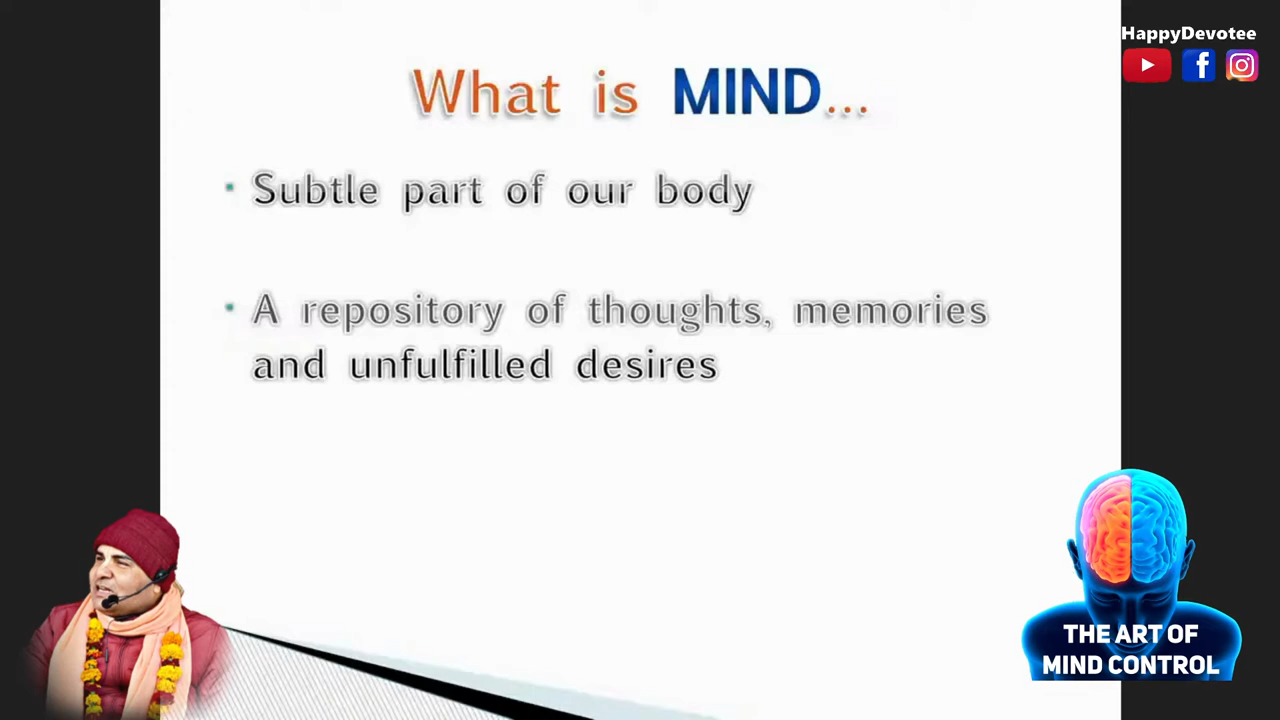 HappyDevotee
What is MIND...
Subtle part of our body
A repository of thoughts, memories
and unfulfilled desires
THE ART OF
MIND CONTROL